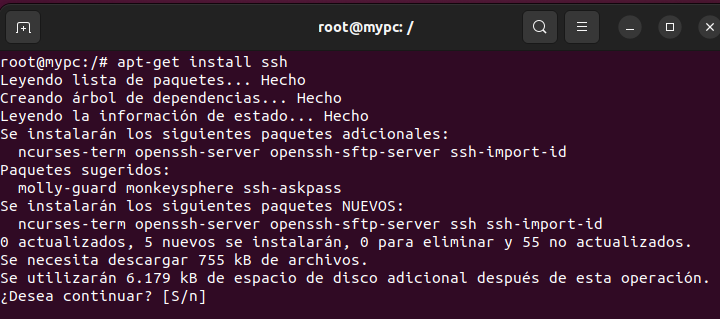 root@mypc: /
root@mypc:/# apt-get install ssh
Leyendo lista de paquetes... Hecho
Creando árbol de dependencias... Hecho
Leyendo la información de estado... Hecho
Se instalarán los siguientes paquetes adicionales:
  ncurses-term openssh-server openssh-sftp-server ssh-import-id
Paquetes sugeridos:
  molly-guard monkeysphere ssh-askpass
Se instalarán los siguientes paquetes NUEVOS:
  ncurses-term openssh-server openssh-sftp-server ssh ssh-import-id
0 actualizados, 5 nuevos se instalarán, 0 para eliminar y 55 no actualizados.
Se necesita descargar 755 kB de archivos.
Se utilizarán 6.179 kB de espacio de disco adicional después de esta operación.
¿Desea continuar? [S/n]